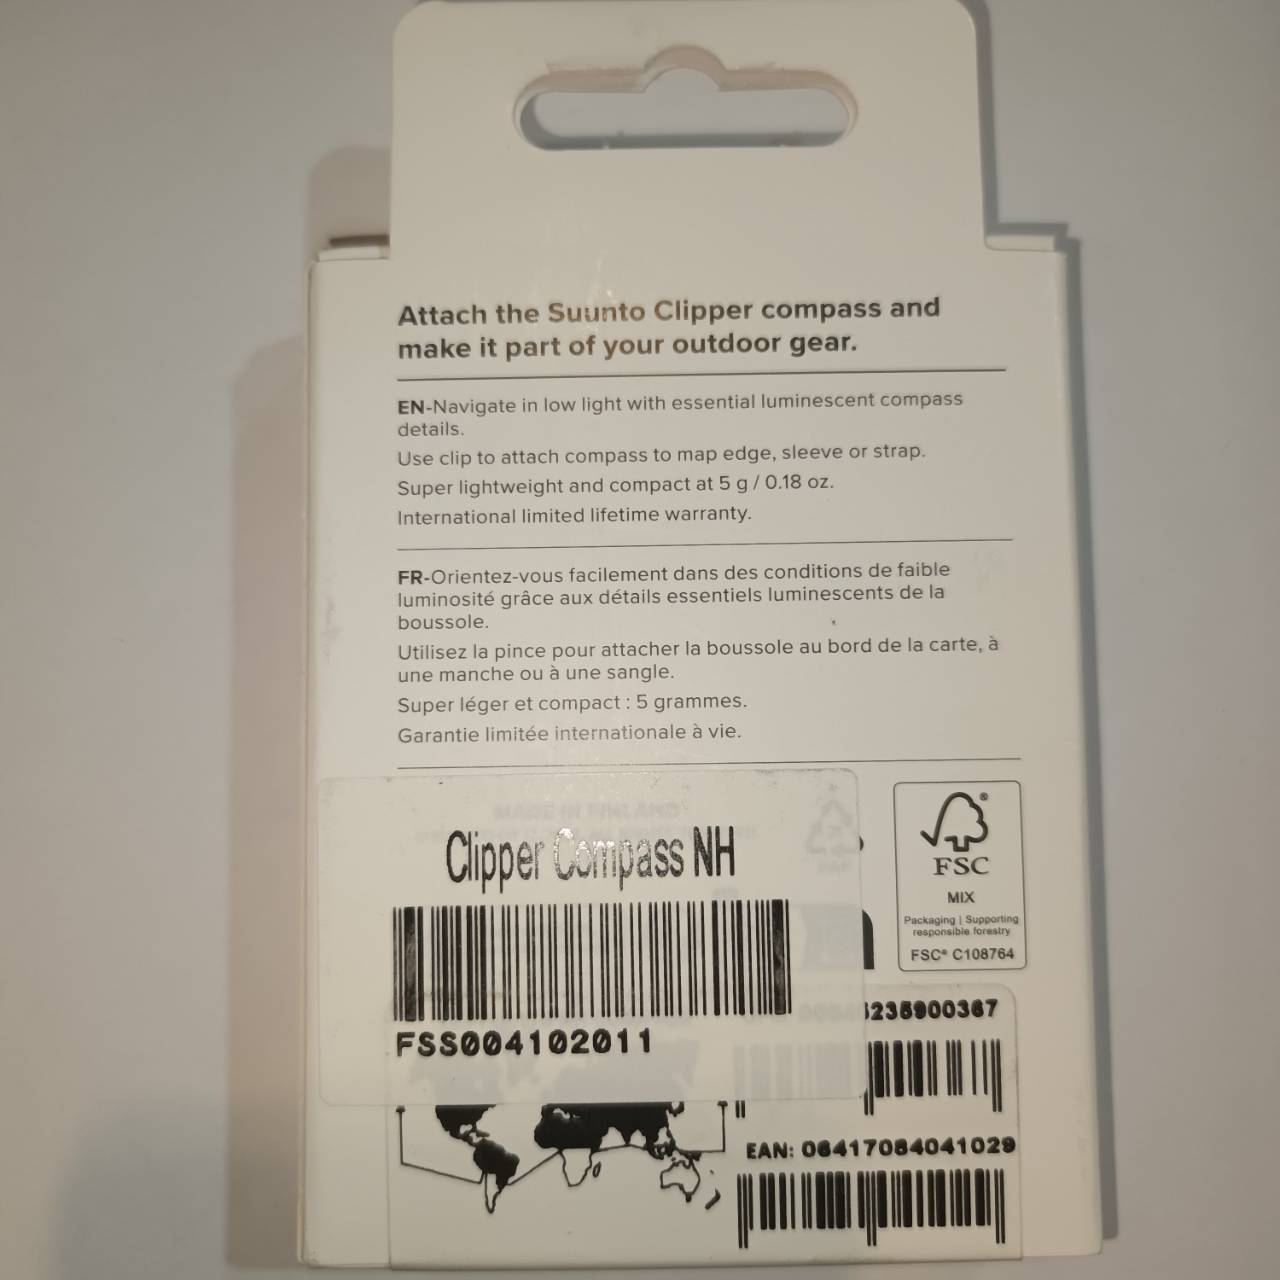 Attach the Suunto Clipper compass and
make it part of your outdoor gear.
EN-Navigate in low light with essential luminescent compass
details.
Use clip to attach compass to map edge, sleeve or strap.
Super lightweight and compact at 5 g / 0.18 oz.
International limited lifetime warranty.
FR-Orientez-vous facilement dans des conditions de faible
luminosité grâce aux détails essentiels luminescents de la
boussole.
Utilisez la pince pour attacher la boussole au bord de la carte, à
une manche ou à une sangle.
Super léger et compact : 5 grammes.
Garantie limitée internationale à vie.
MADE IN FINLAND
Clipper Compass NH
FSS004102011
FSC
MIX
Packaging | Supporting
responsible forestry
FSC® C108764
235900367
EAN: 06417084041029